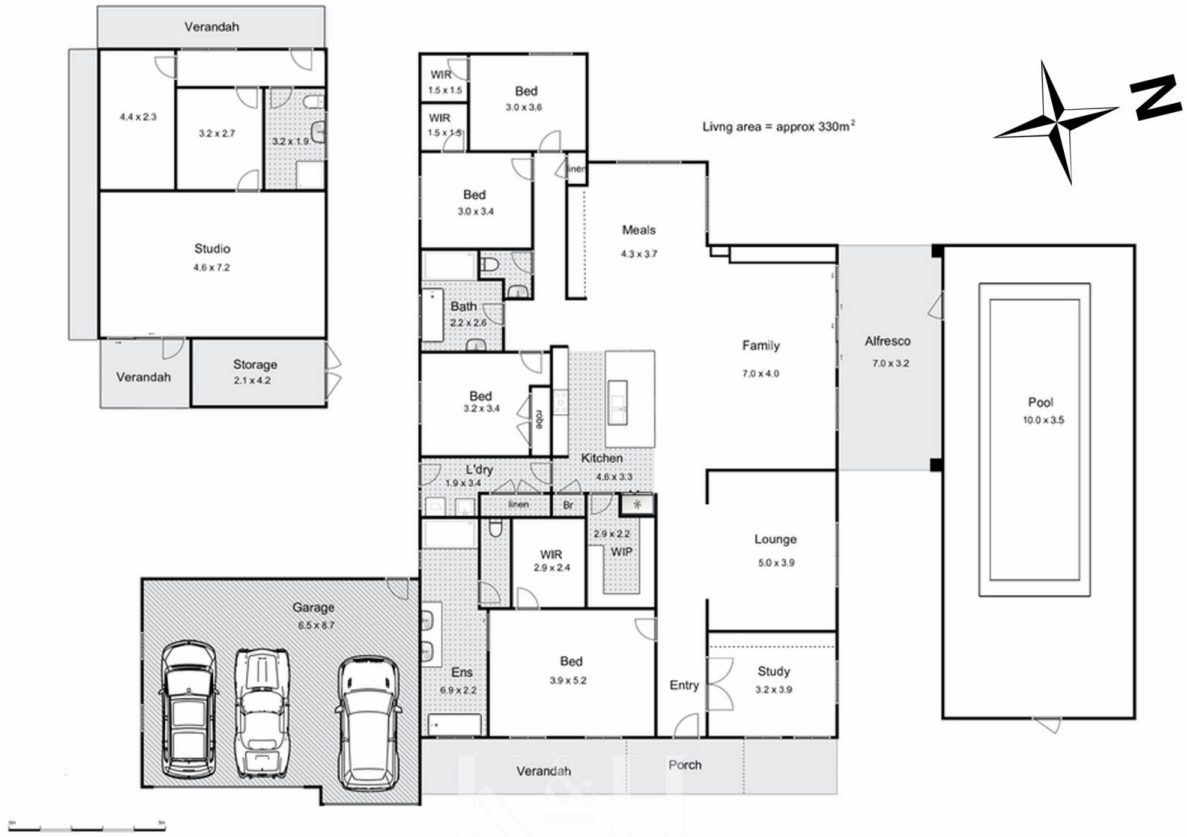 Verandah
4.4 x 2.3
3.2 x 2.7
3.2 x 1.9
Studio
4.6 x 7.2
Verandah
Storage
2.1 x 4.2
WIR
1.5 x 1.5
Bed
3.0 x 3.6
WIR
1.5 x 1.5
linen
Bed
3.0 x 3.4
Livng area = approx 330m²
N
Meals
4.3 x 3.7
Bath
2.2 x 2.6
Family
7.0 x 4.0
Alfresco
7.0 x 3.2
Pool
10.0 x 3.5
Bed
3.2 x 3.4
robe
Kitchen
4.6 x 3.3
L'dry
1.9 x 3.4
linen
Br
2.9 x 2.2
WIP
WIR
2.9 x 2.4
Lounge
5.0 x 3.9
Garage
6.5 x 8.7
Ens
6.9 x 2.2
Bed
3.9 x 5.2
Entry
Study
3.2 x 3.9
Verandah
Porch
K & H
0m
5m